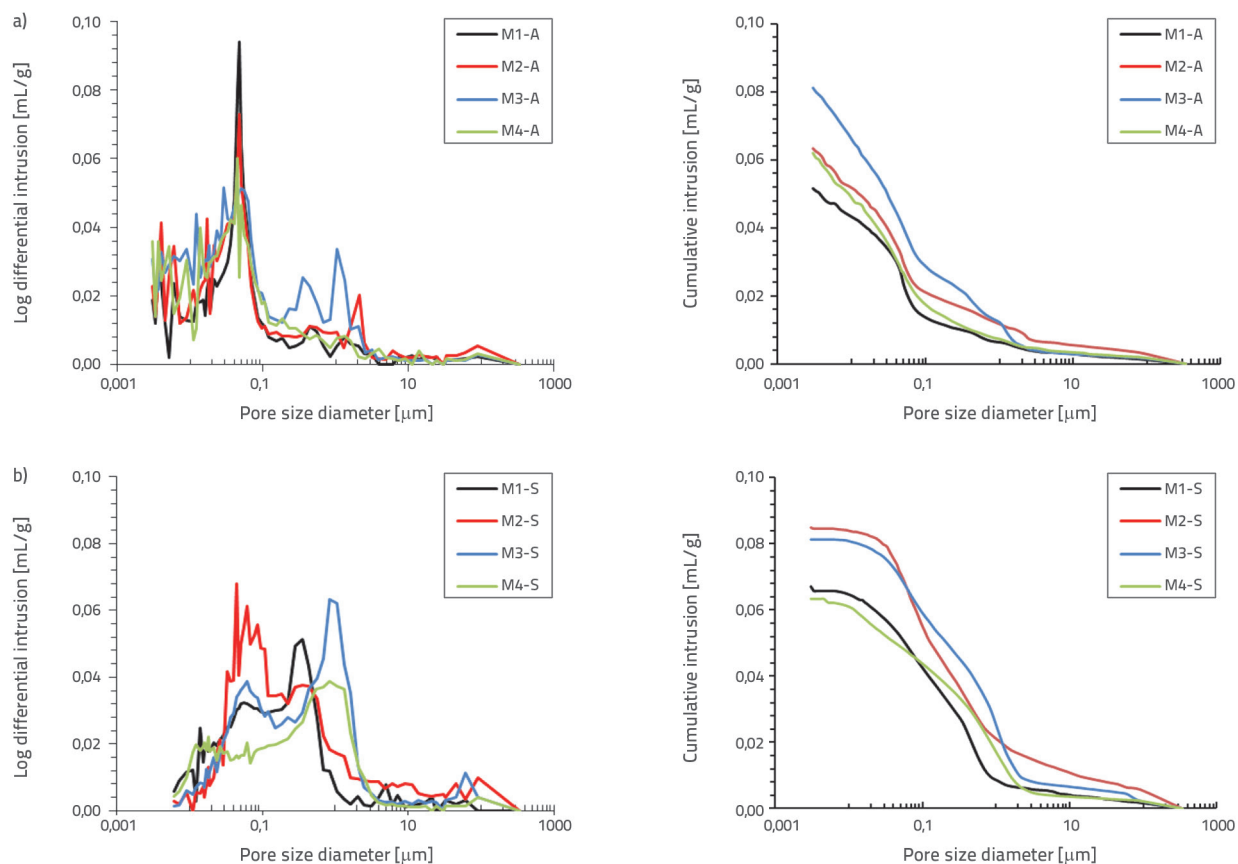 a)
Log differential intrusion [mL/g]
0,10
0,08
0,06
0,04
0,02
0,00
0,001
0,1
10
1000
Pore size diameter [μm]
M1-A
M2-A
M3-A
M4-A
Cumulative intrusion [mL/g]
0,10
0,08
0,06
0,04
0,02
0,00
0,001
0,1
10
1000
Pore size diameter [μm]
M1-A
M2-A
M3-A
M4-A
b)
Log differential intrusion [mL/g]
0,10
0,08
0,06
0,04
0,02
0,00
0,001
0,1
10
1000
Pore size diameter [μm]
M1-S
M2-S
M3-S
M4-S
Cumulative intrusion [mL/g]
0,10
0,08
0,06
0,04
0,02
0,00
0,001
0,1
10
1000
Pore size diameter [μm]
M1-S
M2-S
M3-S
M4-S